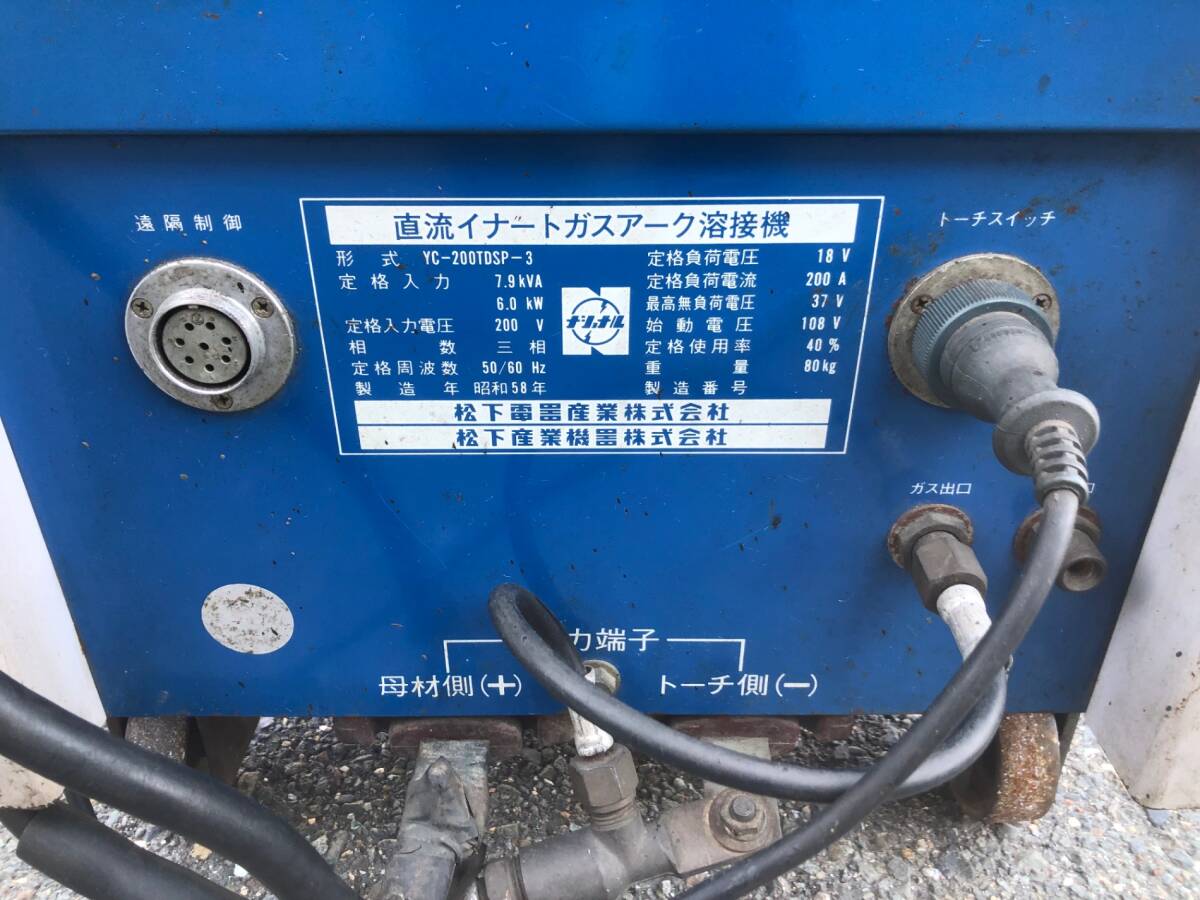 遠隔制御
直流イナートガスアーク溶接機
形式 YC-200TDSP-3
定格入力 7.9kVA
6.0 kW
定格入力電圧 200 V
相数 三相
定格周波数 50/60 Hz
製造年 昭和58年
ナショナル
定格負荷電圧 18 V
定格負荷電流 200 A
最高無負荷電圧 37 V
始動電圧 108 V
定格使用率 40 %
重量 80kg
製造番号
松下電器産業株式会社
松下産業機器株式会社
トーチスイッチ
ガス出口
口
力端子
母材側(+)
トーチ側(−)